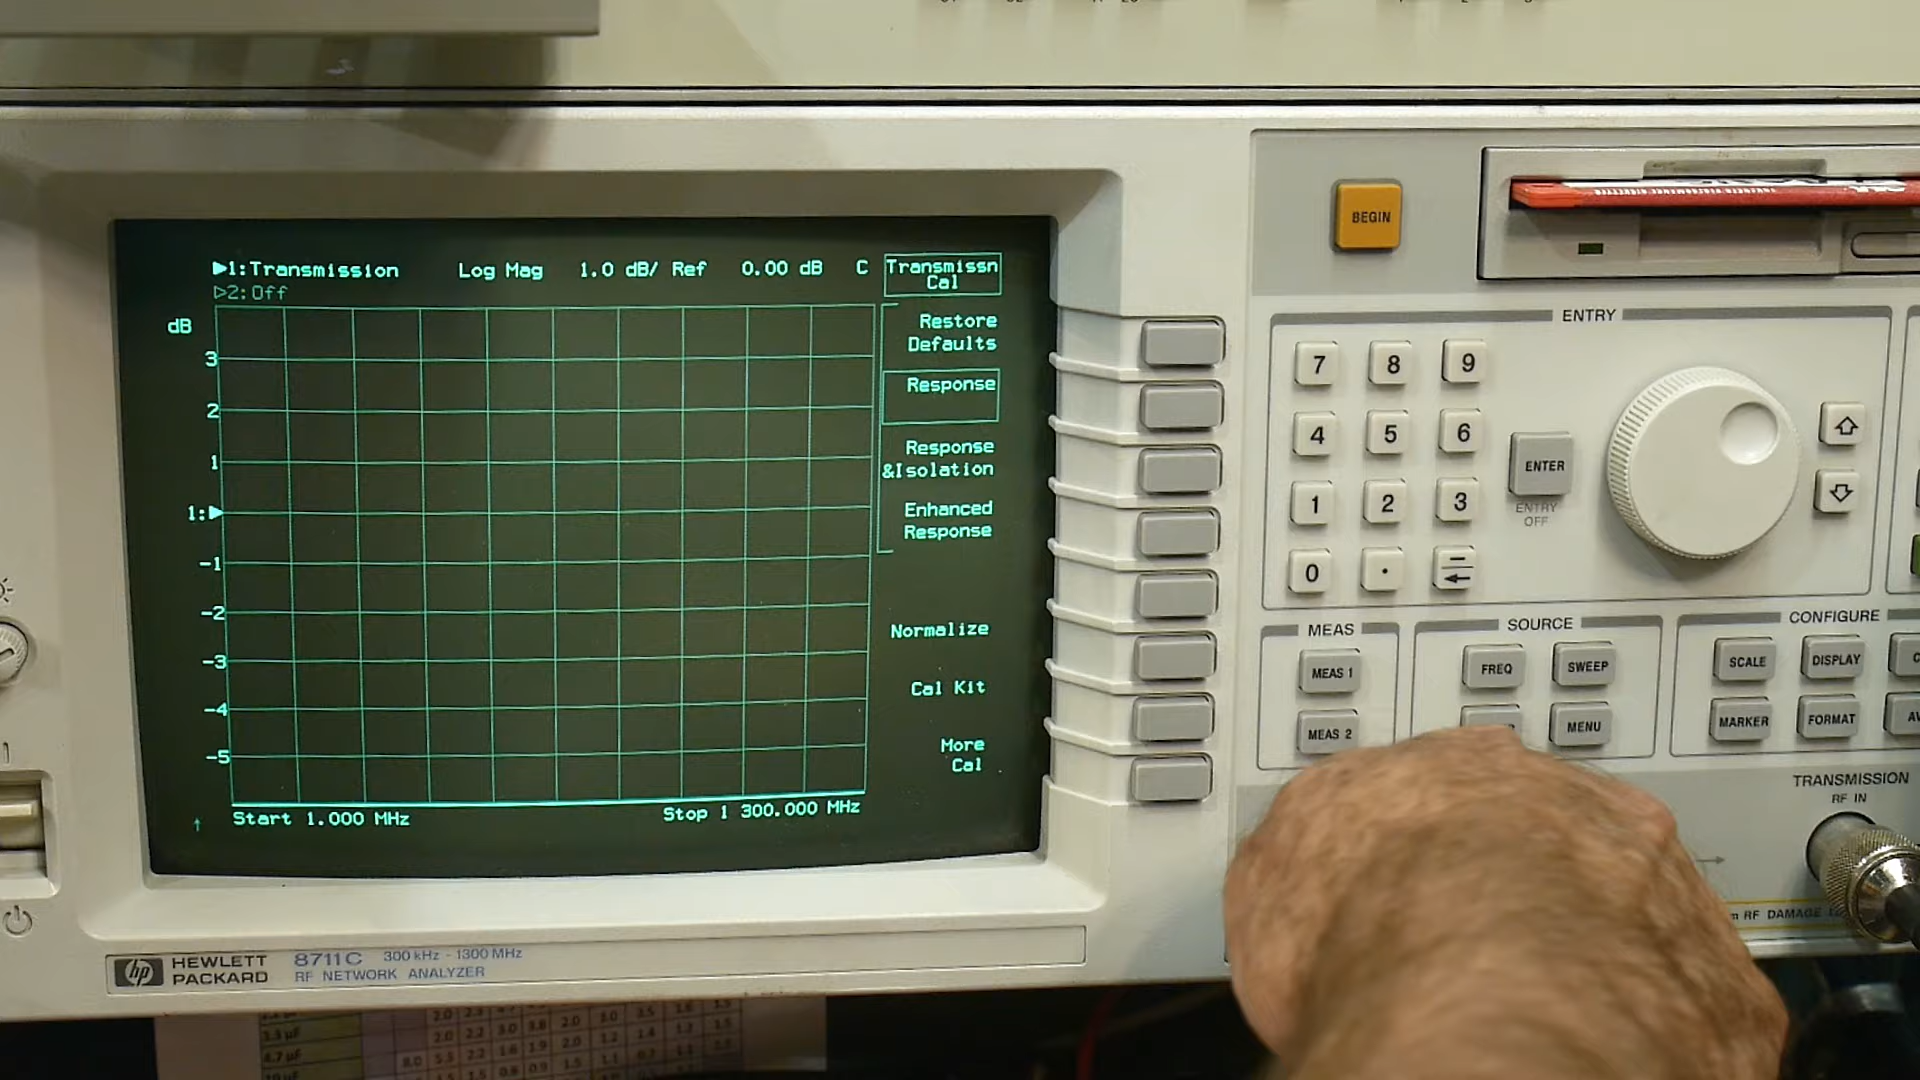 ▶1:Transmission Log Mag 1.0 dB/ Ref 0.00 dB C
▷2:Off
dB
3
2
1
1:▶
-1
-2
-3
-4
-5
Start 1.000 MHz Stop 1 300.000 MHz
Transmissn
Cal
Restore
Defaults
Response
Response
&Isolation
Enhanced
Response
Normalize
Cal Kit
More
Cal
hp
HEWLETT
PACKARD
8711C 300 kHz - 1300 MHz
RF NETWORK ANALYZER
BEGIN
ENTRY
7 8 9
4 5 6
1 2 3
0 .
ENTER
ENTRY
OFF
MEAS
MEAS 1
MEAS 2
SOURCE
FREQ SWEEP
MENU
CONFIGURE
SCALE DISPLAY
MARKER FORMAT
TRANSMISSION
RF IN
RF DAMAGE
4.7 µF